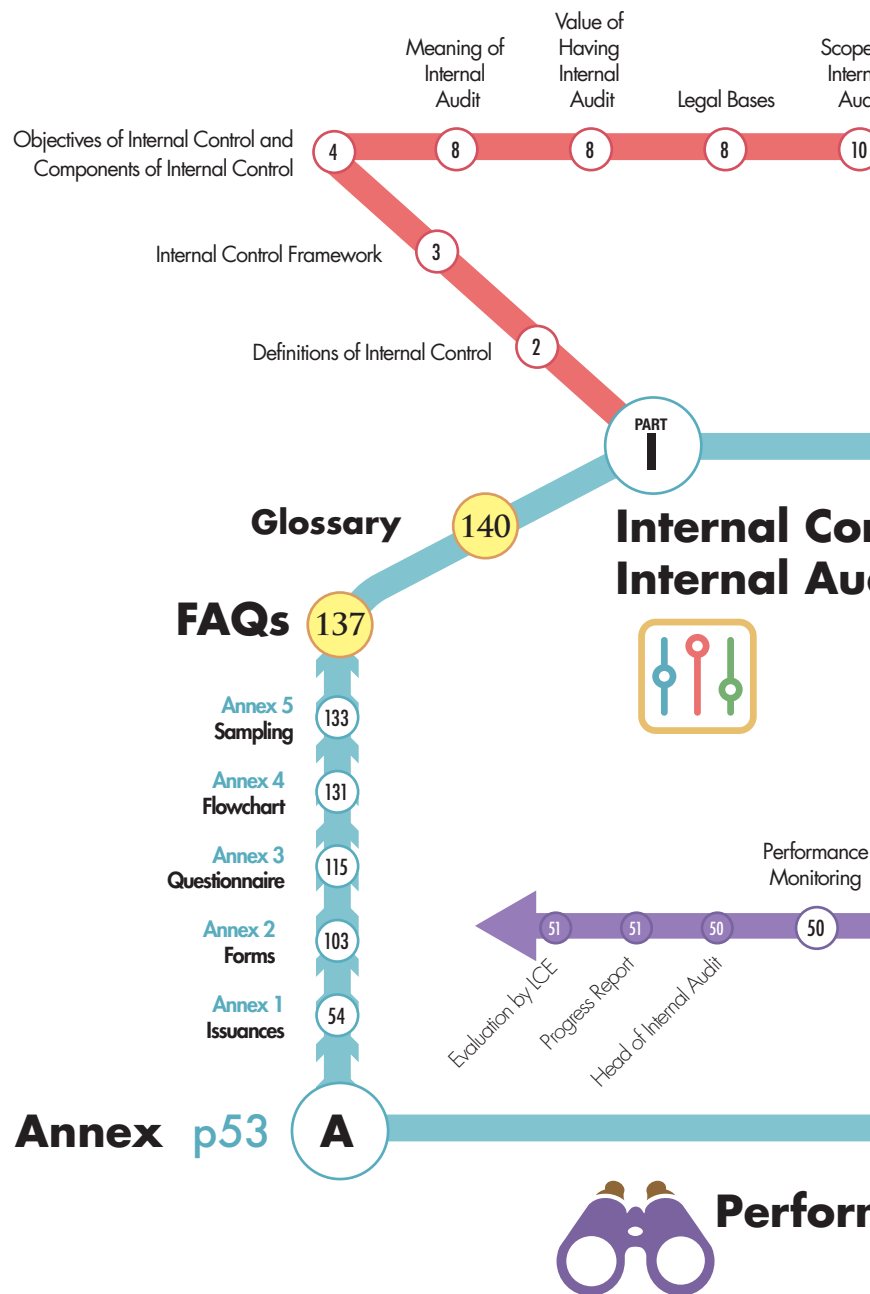 Meaning of
Internal
Audit
Value of
Having
Internal
Audit
Legal Bases
Scope
Intern
Aud
Objectives of Internal Control and
Components of Internal Control
4
8
8
8
10
Internal Control Framework
3
Definitions of Internal Control
2
PART
I
Internal Con
Internal Aud
Glossary
140
FAQs
137
Annex 5
Sampling
133
Annex 4
Flowchart
131
Annex 3
Questionnaire
115
Annex 2
Forms
103
Annex 1
Issuances
54
Performance
Monitoring
51
51
50
50
Evaluation by LCE
Progress Report
Head of Internal Audit
Annex p53
A
Perform